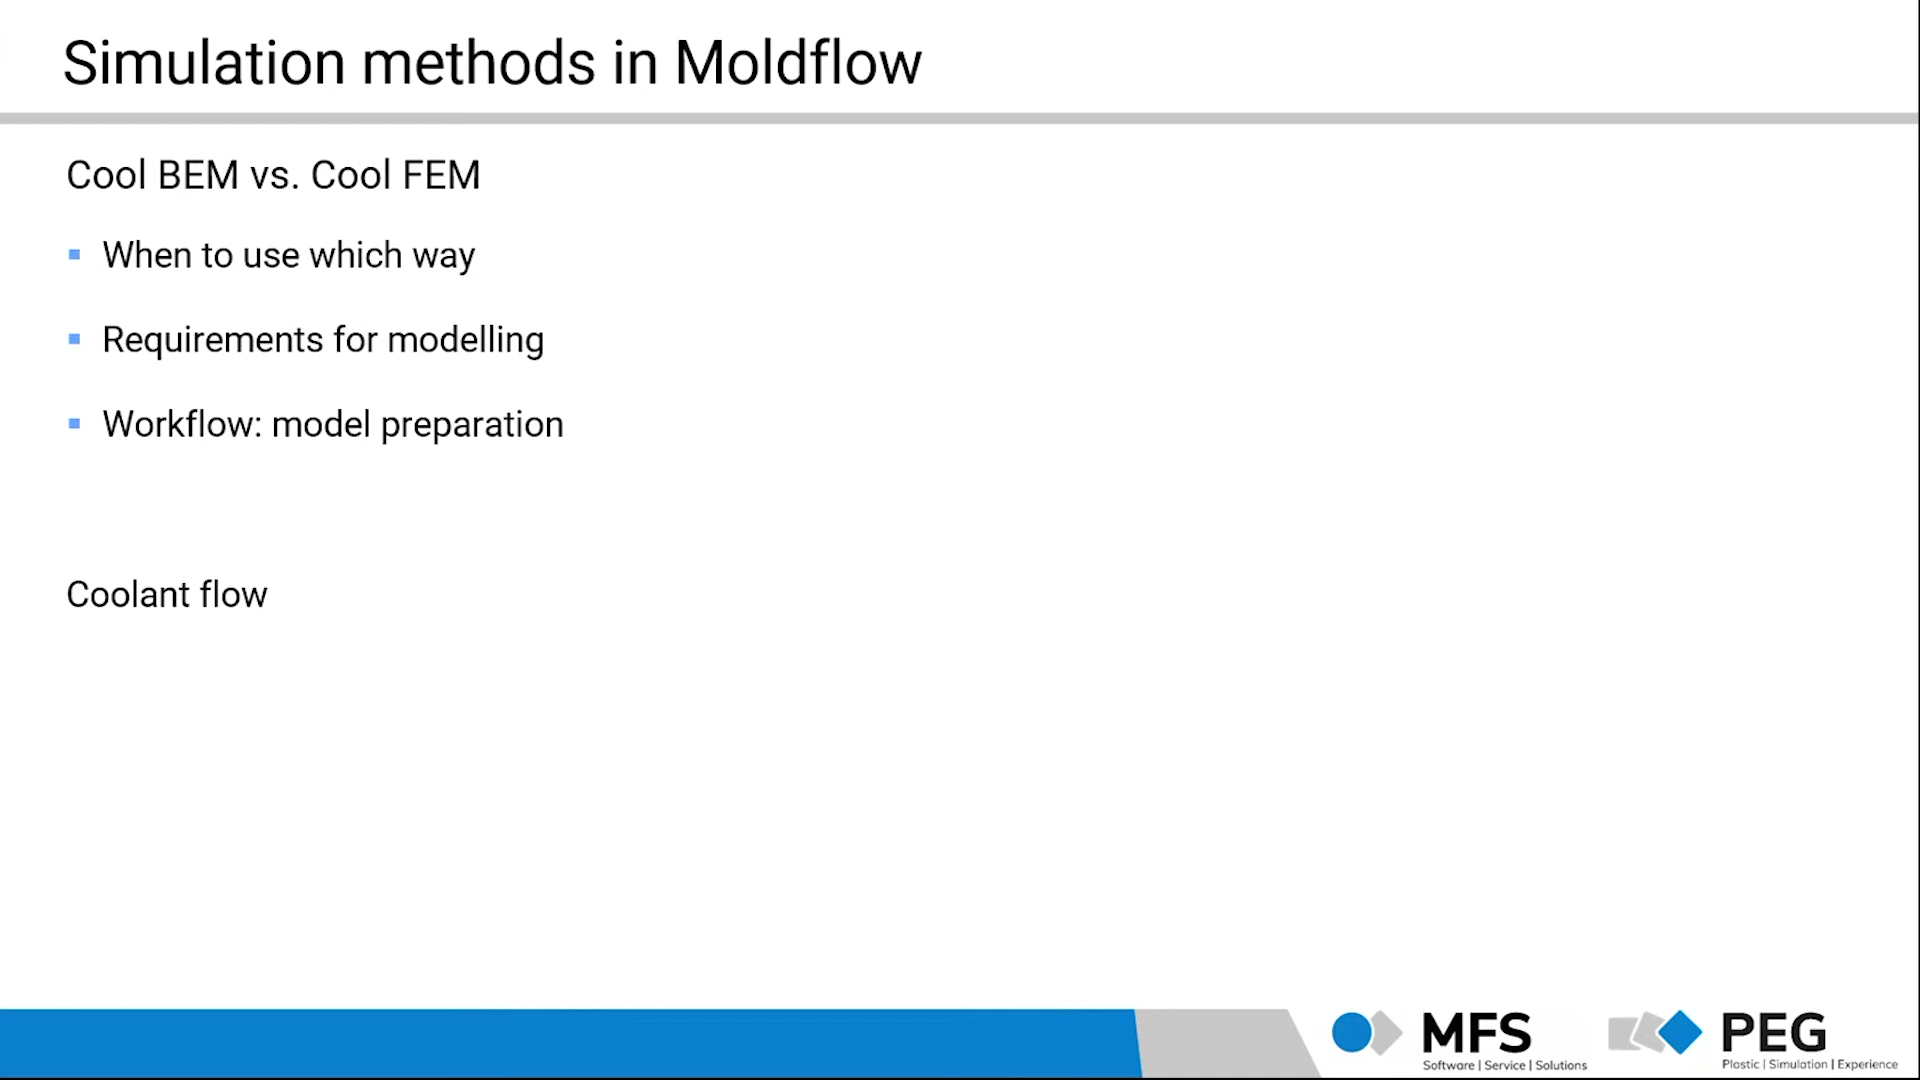 Simulation methods in Moldflow
Cool BEM vs. Cool FEM
When to use which way
Requirements for modelling
Workflow: model preparation
Coolant flow
MFS
Software | Service | Solutions
PEG
Plastic | Simulation | Experience